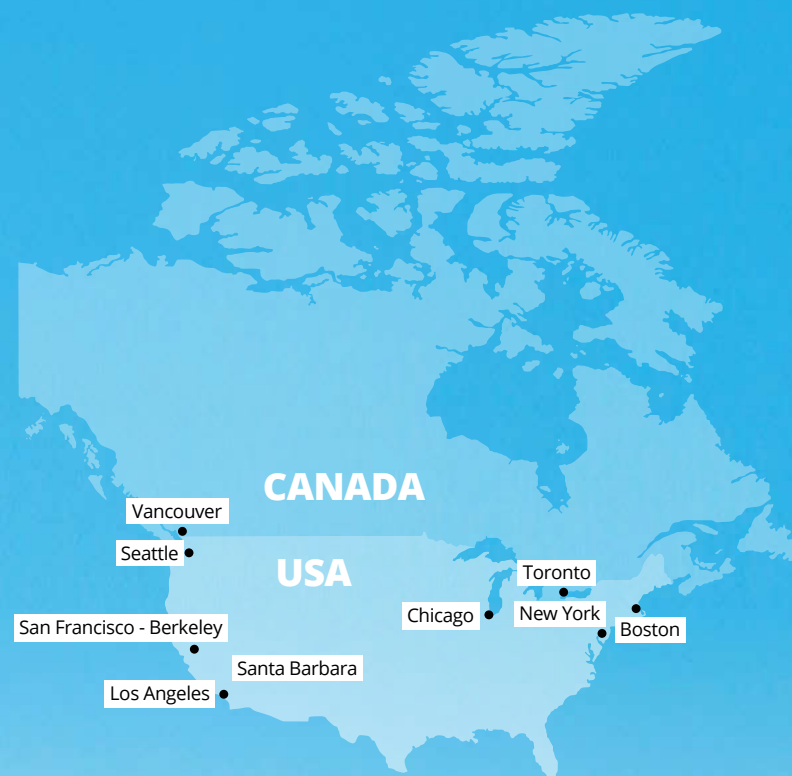 CANADA
Vancouver
Seattle
USA
Toronto
Chicago
New York
Boston
San Francisco - Berkeley
Santa Barbara
Los Angeles